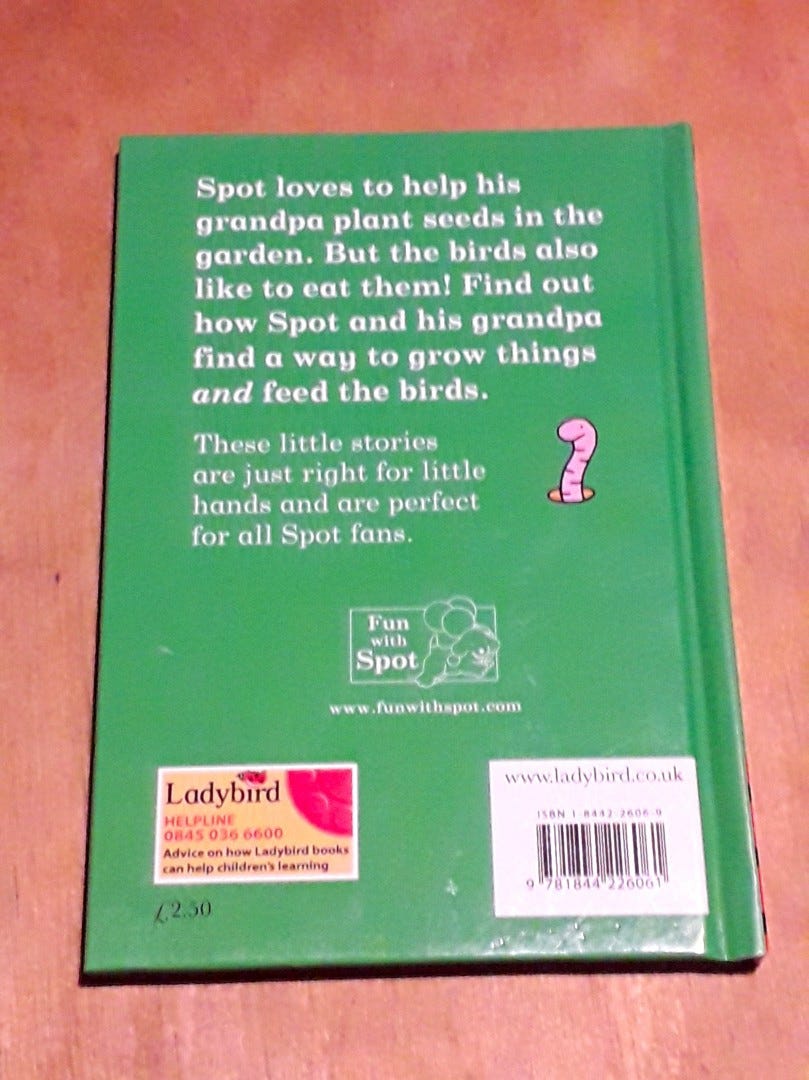 Spot loves to help his
grandpa plant seeds in the
garden. But the birds also
like to eat them! Find out
how Spot and his grandpa
find a way to grow things
and feed the birds.
These little stories
are just right for little
hands and are perfect
for all Spot fans.
Fun
with
Spot
www.funwithspot.com
Ladybird
HELPLINE
0845 036 6600
Advice on how Ladybird books
can help children's learning
£2.50
www.ladybird.co.uk
ISBN 1-8442-2606-9
9 781844 226061